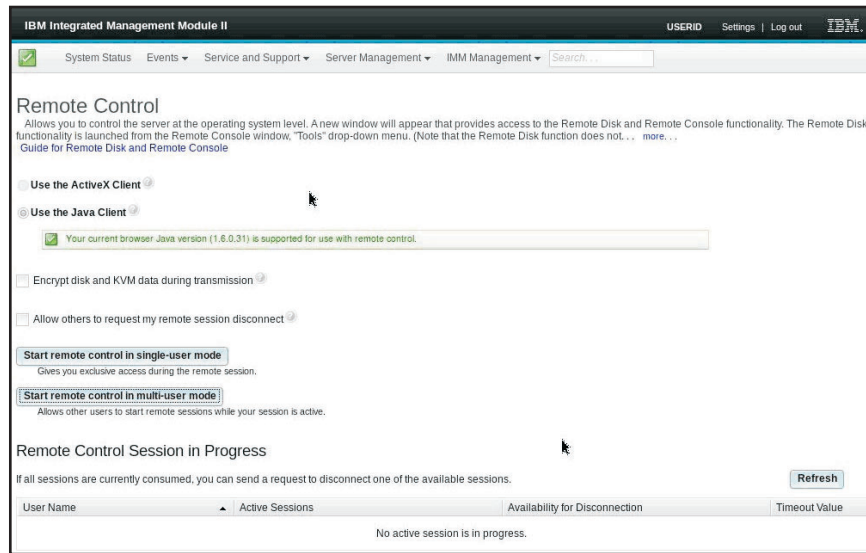 IBM Integrated Management Module II
USERID Settings | Log out IBM.
System Status Events Service and Support Server Management IMM Management Search...
Remote Control
Allows you to control the server at the operating system level. A new window will appear that provides access to the Remote Disk and Remote Console functionality. The Remote Disk
functionality is launched from the Remote Console window, "Tools" drop-down menu. (Note that the Remote Disk function does not. . . more. . .
Guide for Remote Disk and Remote Console
Use the ActiveX Client
Use the Java Client
Your current browser Java version (1.6.0.31) is supported for use with remote control.
Encrypt disk and KVM data during transmission
Allow others to request my remote session disconnect
Start remote control in single-user mode
Gives you exclusive access during the remote session.
Start remote control in multi-user mode
Allows other users to start remote sessions while your session is active.
Remote Control Session in Progress
If all sessions are currently consumed, you can send a request to disconnect one of the available sessions. Refresh
User Name Active Sessions Availability for Disconnection Timeout Value
No active session is in progress.